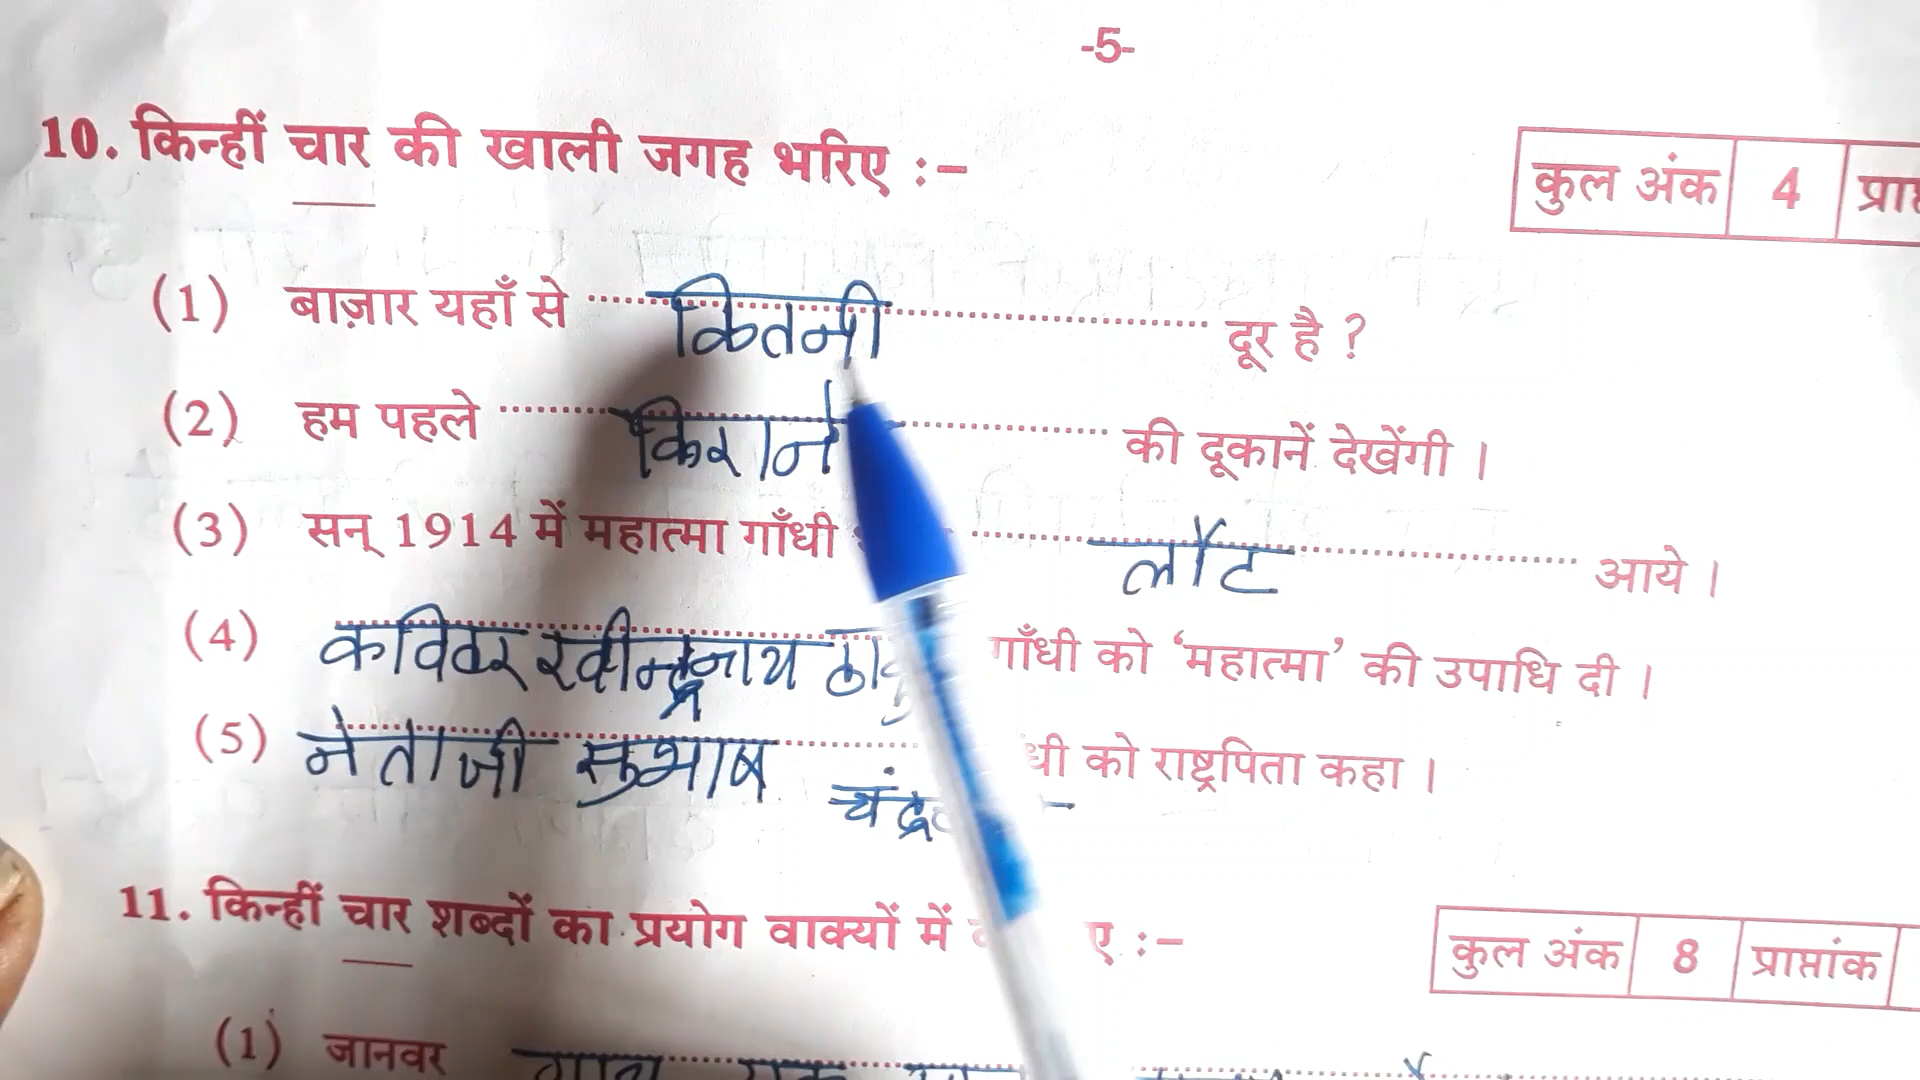 -5-
10. किन्हीं चार की खाली जगह भरिए :-
कुल अंक 4
(1) बाज़ार यहाँ से कितनी दूर है ?
(2) हम पहले किराने की दूकानें देखेंगी ।
(3) सन् 1914 में महात्मा गाँधी लौट आये ।
(4) कविवर रवीन्द्रनाथ गाँधी को ‘महात्मा’ की उपाधि दी ।
(5) नेताजी सुभाष को राष्ट्रपिता कहा ।
11. किन्हीं चार शब्दों का प्रयोग वाक्यों में :-
कुल अंक 8 प्राप्तांक
(1) जानवर